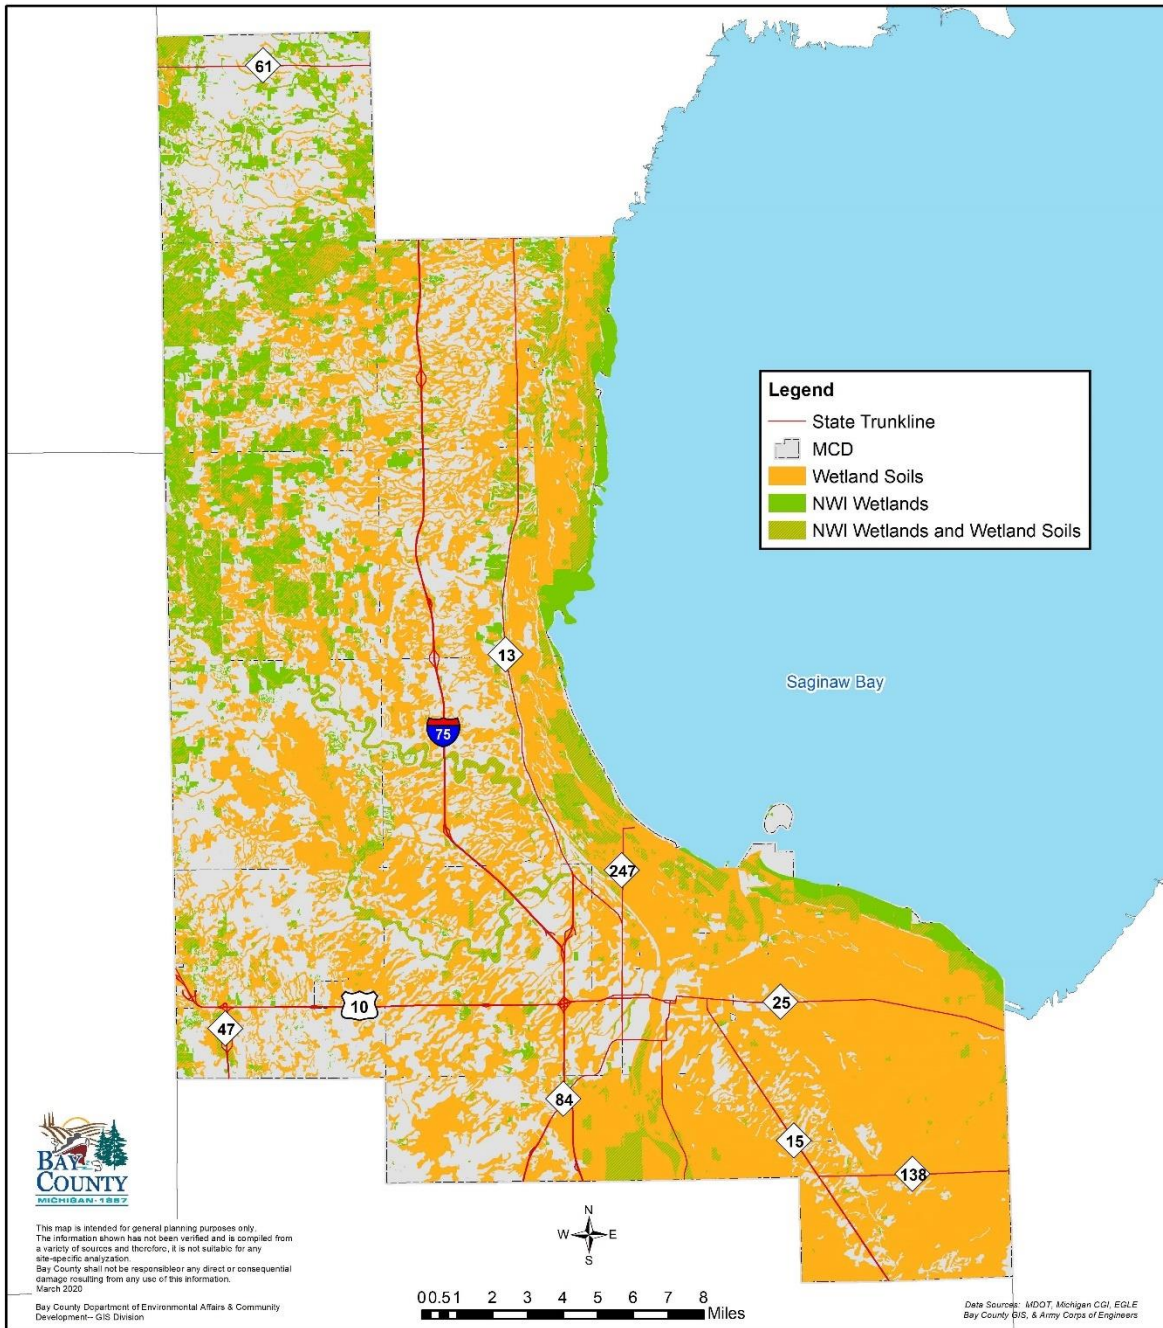 61
Legend
State Trunkline
MCD
Wetland Soils
NWI Wetlands
NWI Wetlands and Wetland Soils
13
Saginaw Bay
75
247
10
25
47
84
15
138
BAY
COUNTY
MICHIGAN-1857
This map is intended for general planning purposes only.
The information shown has not been verified and is compiled from
a variety of sources and therefore, it is not suitable for any
site-specific analyzation.
Bay County shall not be responsibleor any direct or consequential
damage resulting from any use of this information.
March 2020
Bay County Department of Environmental Affairs & Community
Development-- GIS Division
N
W E
S
0 0.5 1 2 3 4 5 6 7 8
Miles
Data Sources: MDOT, Michigan CGI, EGLE
Bay County GIS, & Army Corps of Engineers